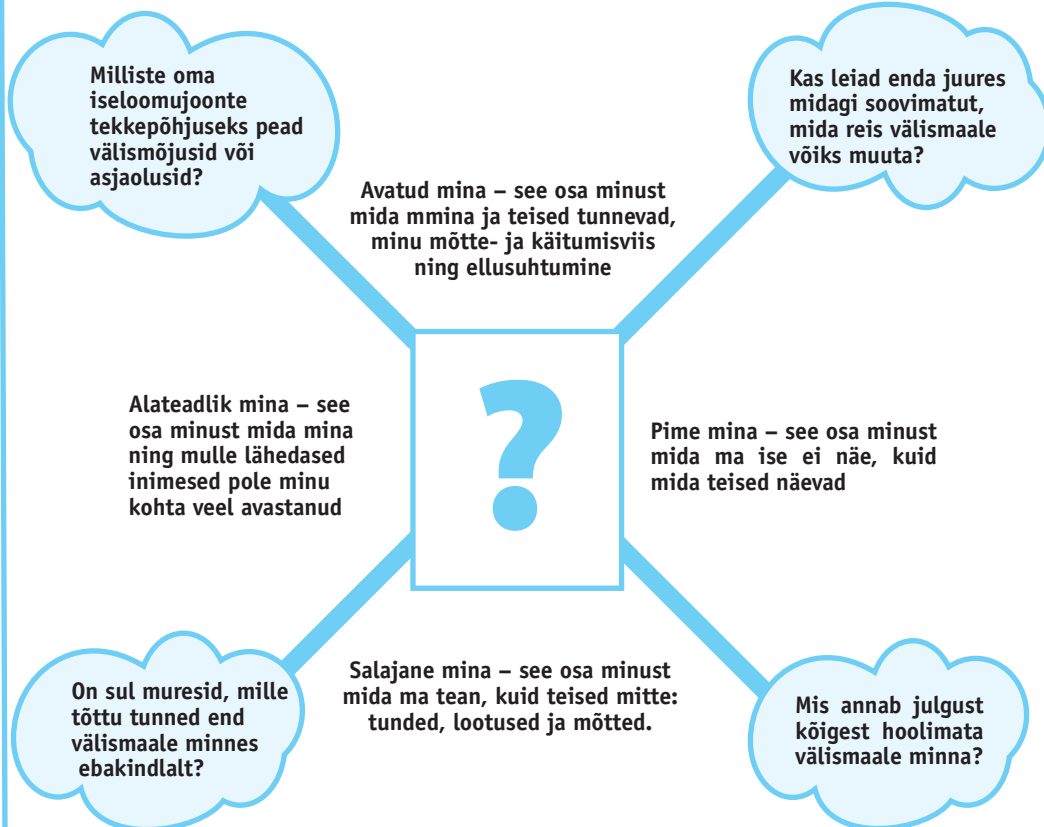 Milliste oma
iseloomujoonte
tekkepõhjuseks pead
välismõjusid või
asjaolusid?
Kas leiad enda juures
midagi soovimatut,
mida reis välismaale
võiks muuta?
Avatud mina – see osa minust
mida mmina ja teised tunnevad,
minu mõtte- ja käitumisviis
ning ellusuhtumine
Alateadlik mina – see
osa minust mida mina
ning mulle lähedased
inimesed pole minu
kohta veel avastanud
?
Pime mina – see osa minust
mida ma ise ei näe, kuid
mida teised näevad
Salajane mina – see osa minust
mida ma tean, kuid teised mitte:
tunded, lootused ja mõtted.
On sul muresid, mille
tõttu tunned end
välismaale minnes
ebakindlalt?
Mis annab julgust
kõigest hoolimata
välismaale minna?